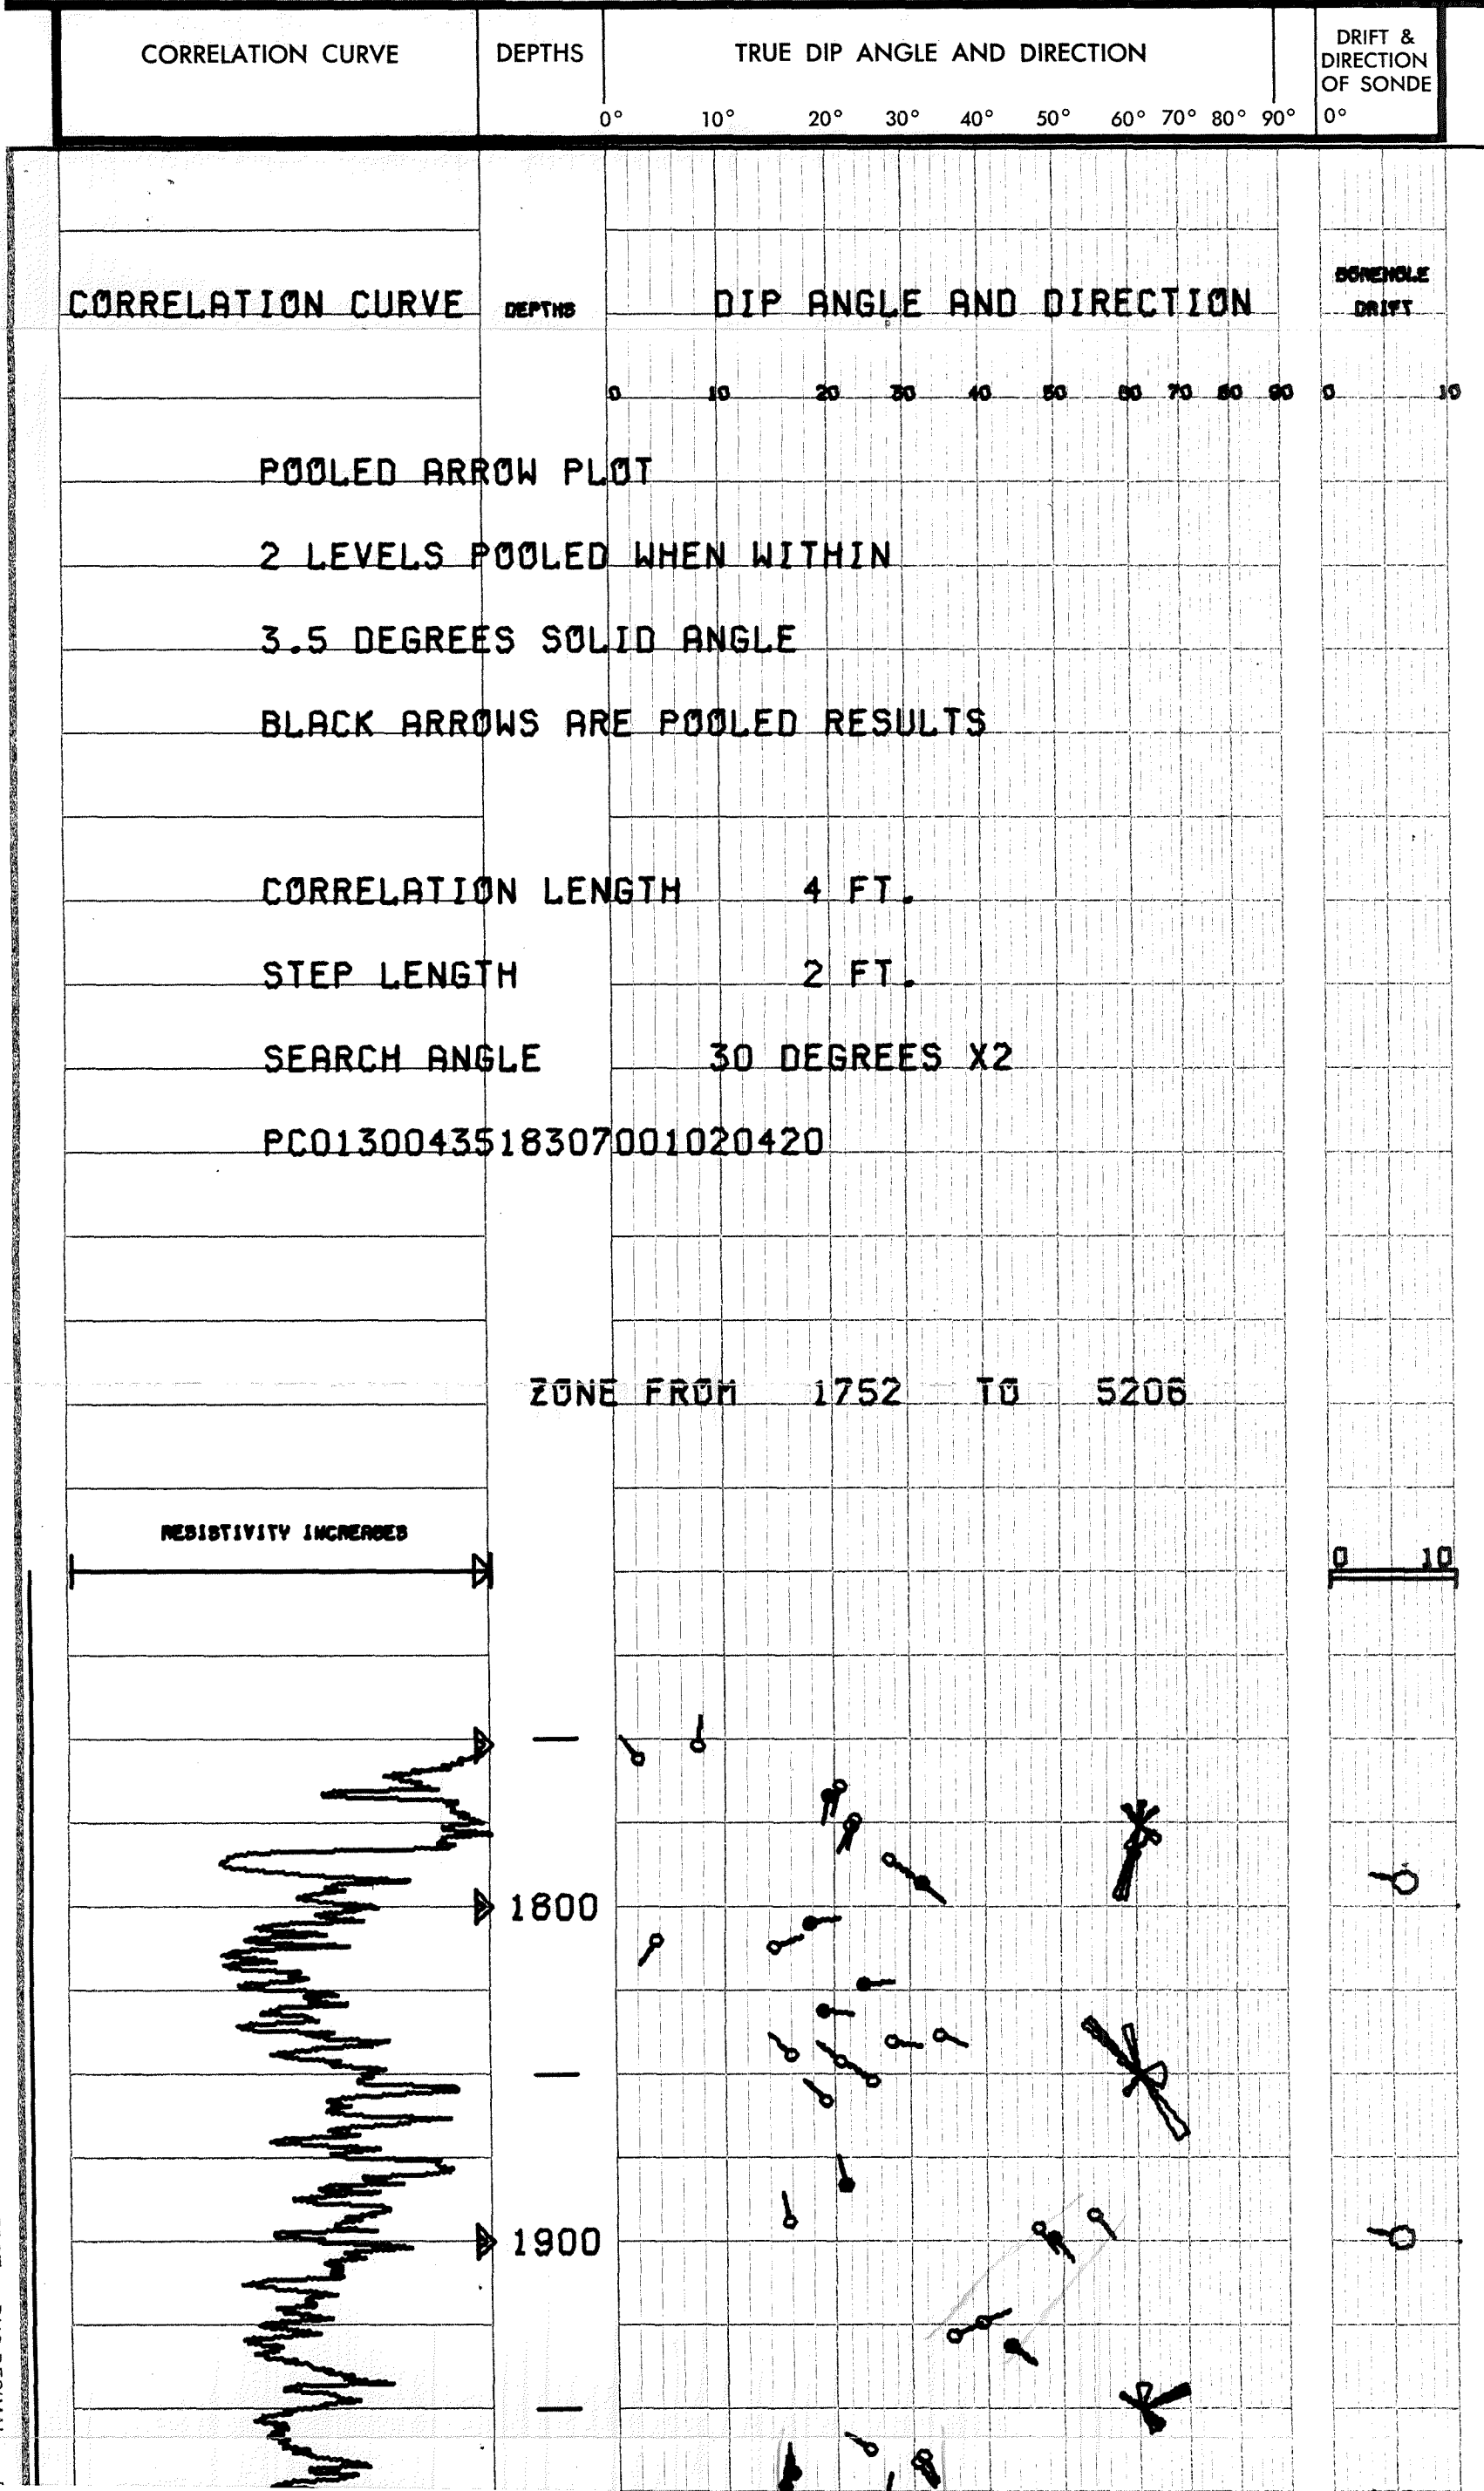 CORRELATION CURVE DEPTHS TRUE DIP ANGLE AND DIRECTION DRIFT & DIRECTION OF SONDE
0° 10° 20° 30° 40° 50° 60° 70° 80° 90° 0°
CORRELATION CURVE DEPTHS DIP ANGLE AND DIRECTION BOREHOLE DRIFT
0 10 20 30 40 50 60 70 80 90 0 10
POOLED ARROW PLOT
2 LEVELS POOLED WHEN WITHIN
3.5 DEGREES SOLID ANGLE
BLACK ARROWS ARE POOLED RESULTS
CORRELATION LENGTH 4 FT.
STEP LENGTH 2 FT.
SEARCH ANGLE 30 DEGREES X2
PC0130043518307001020420
ZONE FROM 1752 TO 5206
RESISTIVITY INCREASES
0 10
1800
1900